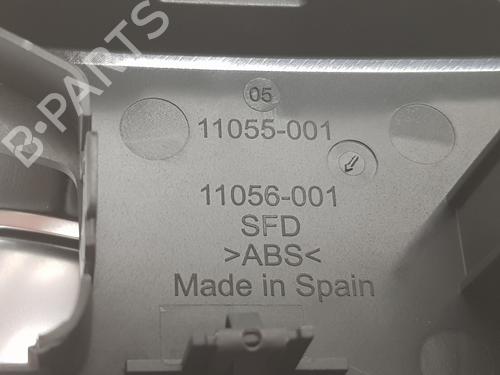 B-PARTS
05
11055-001
11056-001
SFD
>ABS<
Made in Spain